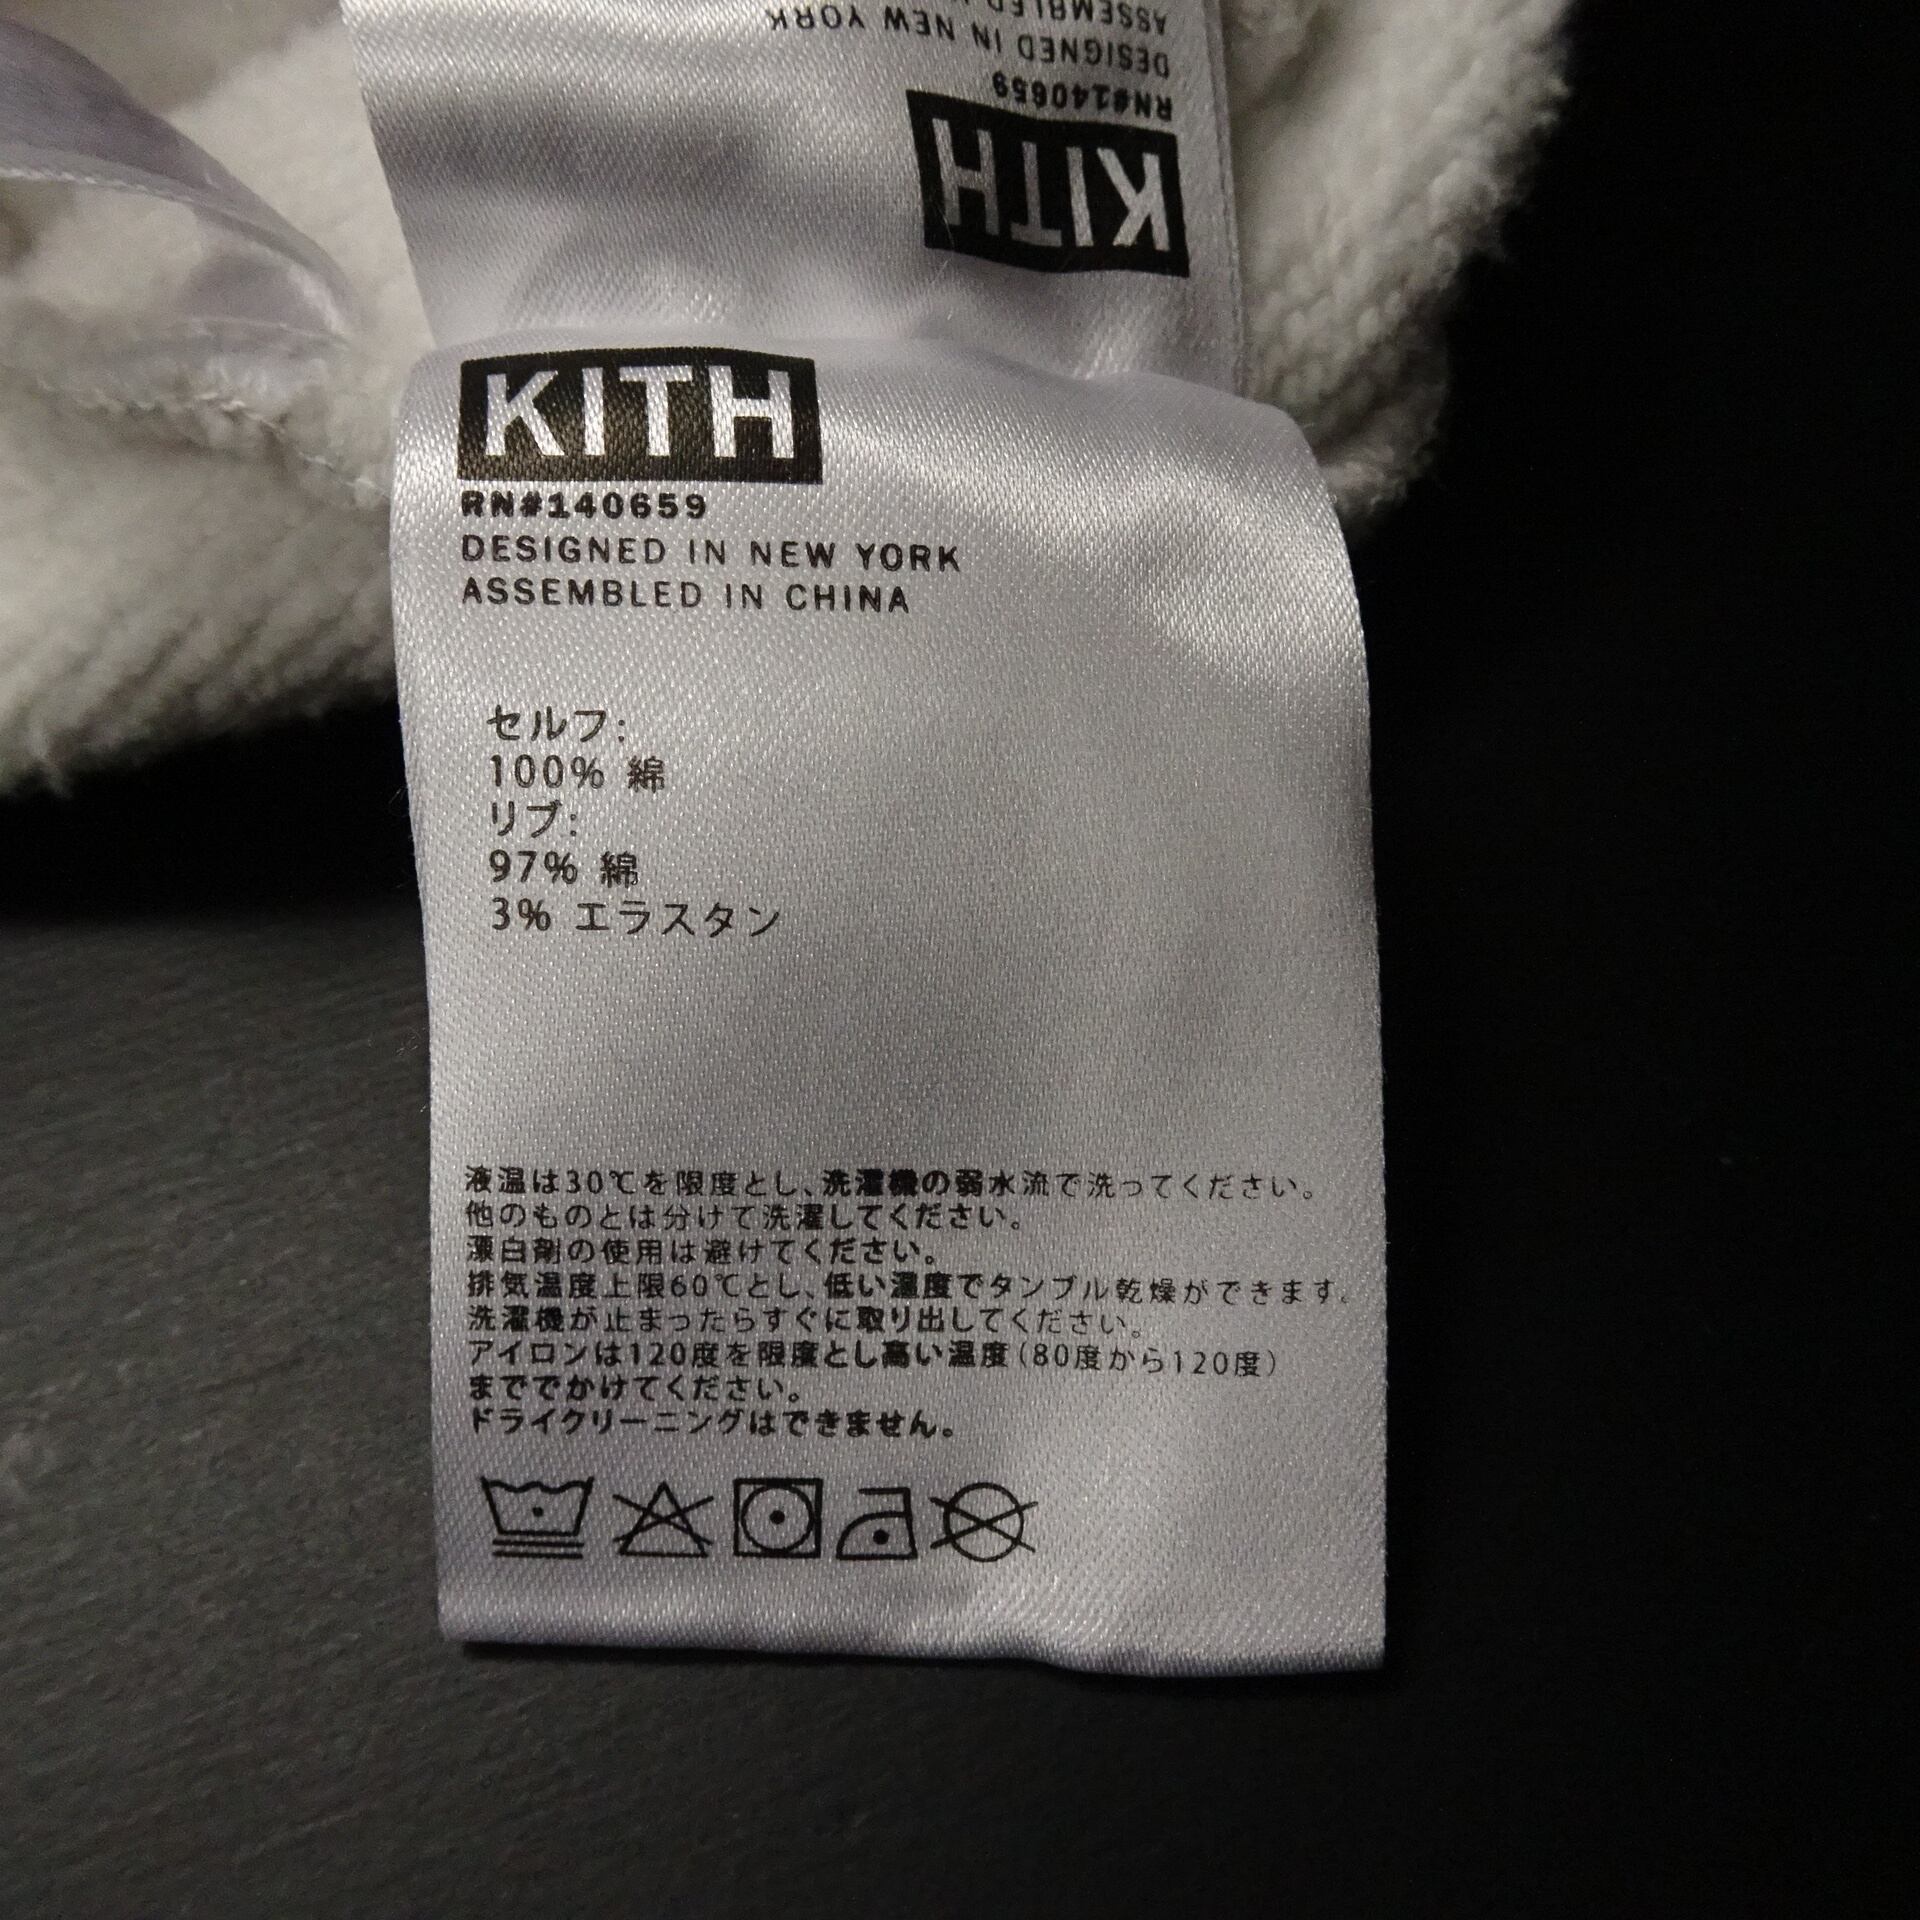 ASSEMBLED
DESIGNED IN NEW YORK
RN#140659
KITH
KITH
RN#140659
DESIGNED IN NEW YORK
ASSEMBLED IN CHINA
セルフ:
100% 綿
リブ:
97% 綿
3% エラスタン
液温は30℃を限度とし、洗濯機の弱水流で洗ってください。
他のものとは分けて洗濯してください。
漂白剤の使用は避けてください。
排気温度上限60℃とし、低い温度でタンブル乾燥ができます。
洗濯機が止まったらすぐに取り出してください。
アイロンは120度を限度とし高い温度(80度から120度)
まででかけてください。
ドライクリーニングはできません。